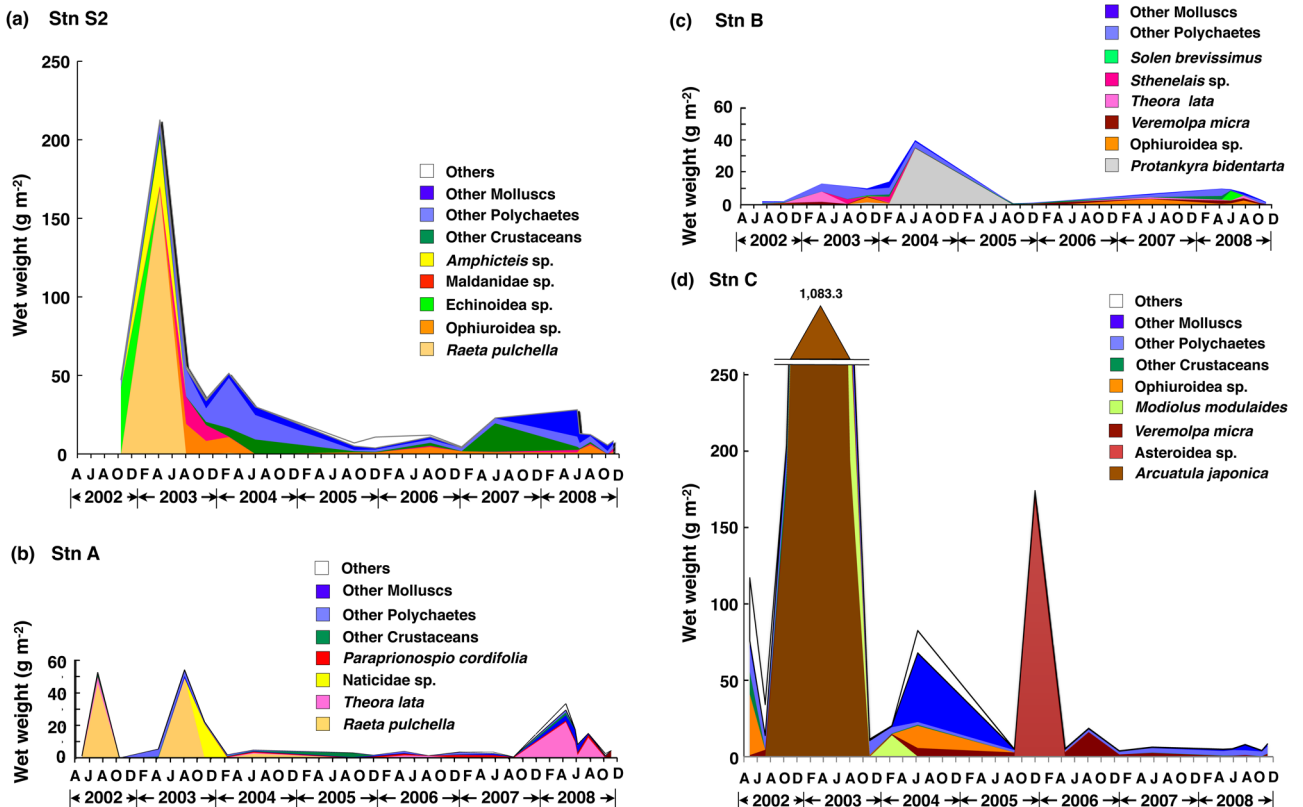 (a) Stn S2
Wet weight (g m-2)
250
200
150
100
50
0
Others
Other Molluscs
Other Polychaetes
Other Crustaceans
Amphicteis sp.
Maldanidae sp.
Echinoidea sp.
Ophiuroidea sp.
Raeta pulchella
A J A O D F A J A O D F A J A O D F A J A O D F A J A O D F A J A O D F A J A O D
2002 2003 2004 2005 2006 2007 2008
(b) Stn A
Wet weight (g m-2)
60
50
40
30
20
10
0
Others
Other Molluscs
Other Polychaetes
Other Crustaceans
Paraprionospio cordifolia
Naticidae sp.
Theora lata
Raeta pulchella
A J A O D F A J A O D F A J A O D F A J A O D F A J A O D F A J A O D F A J A O D
2002 2003 2004 2005 2006 2007 2008
(c) Stn B
Wet weight (g m-2)
60
40
20
0
Other Molluscs
Other Polychaetes
Solen brevissimus
Sthenelais sp.
Theora lata
Veremolpa micra
Ophiuroidea sp.
Protankyra bidentarta
A J A O D F A J A O D F A J A O D F A J A O D F A J A O D F A J A O D F A J A O D
2002 2003 2004 2005 2006 2007 2008
(d) Stn C
1,083.3
Wet weight (g m-2)
250
200
150
100
50
0
Others
Other Molluscs
Other Polychaetes
Other Crustaceans
Ophiuroidea sp.
Modiolus modulaides
Veremolpa micra
Asteroidea sp.
Arcuatula japonica
A J A O D F A J A O D F A J A O D F A J A O D F A J A O D F A J A O D F A J A O D
2002 2003 2004 2005 2006 2007 2008